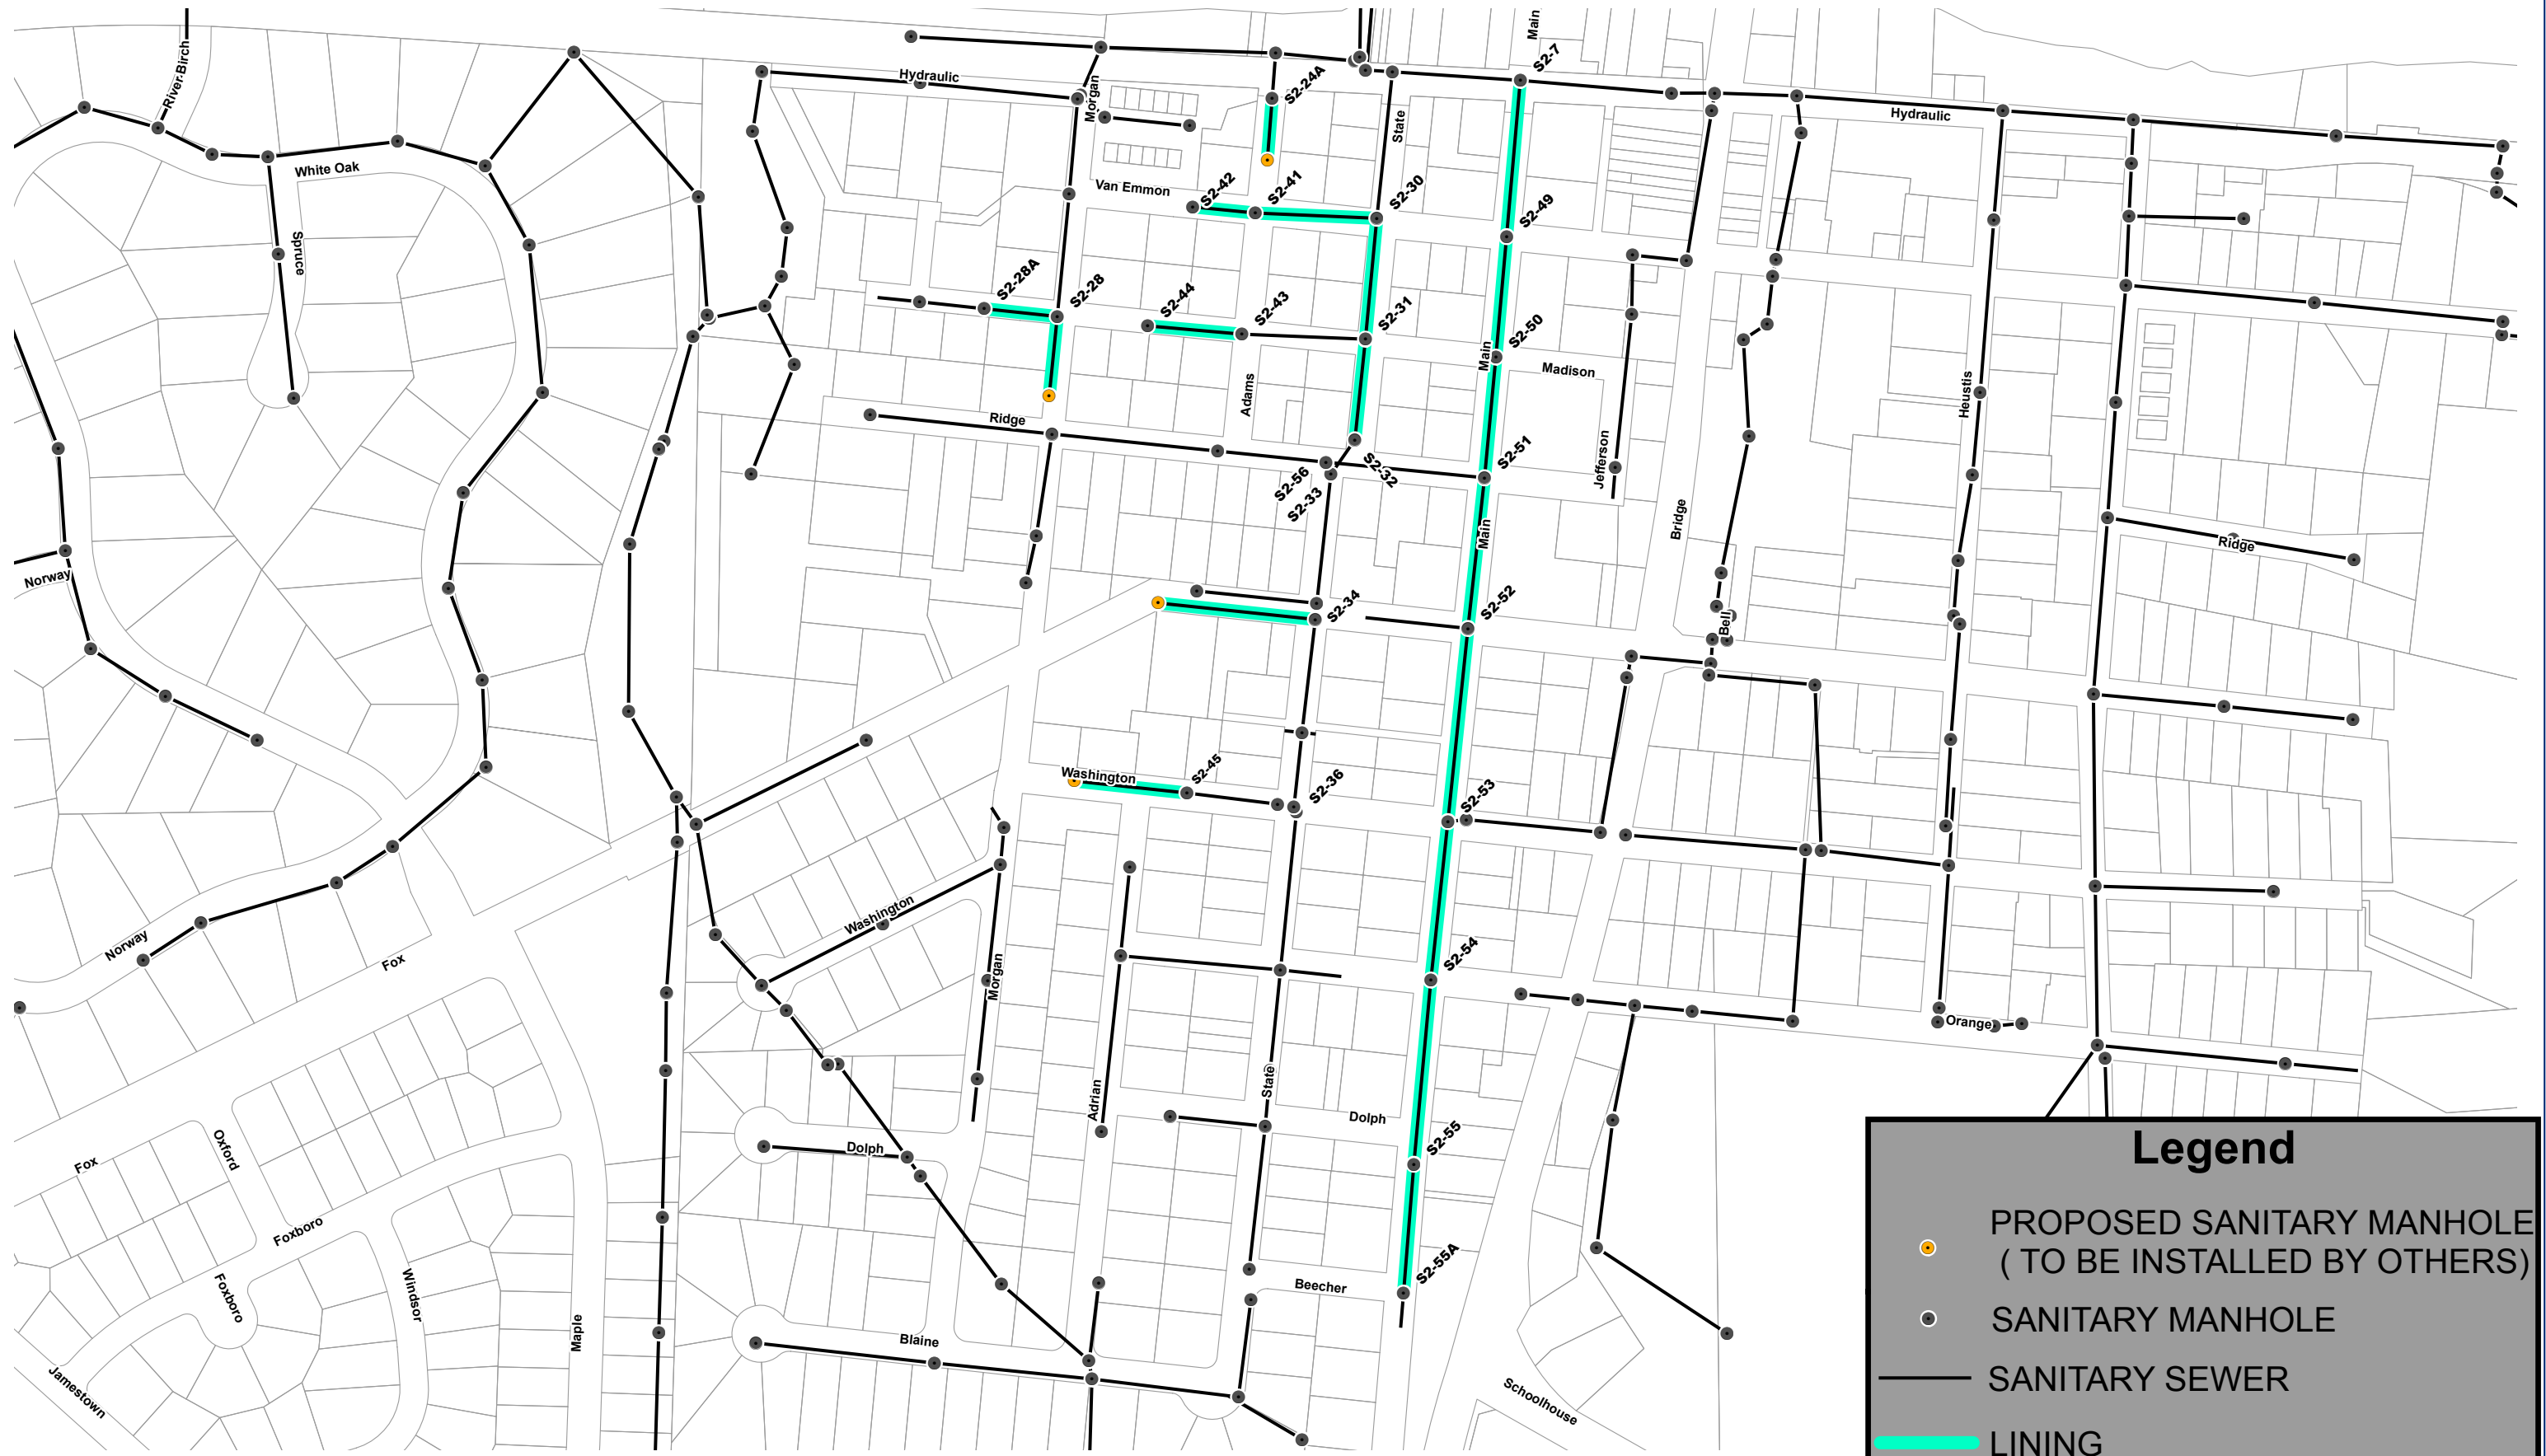 Main
River Birch
S2-7
Hydraulic
S2-24A
Morgan
Hydraulic
State
White Oak
Van Emmon
S2-42
S2-41
S2-30
S2-49
Spruce
S2-28A
S2-28
S2-44
S2-43
S2-31
S2-50
Main
Madison
Adams
Heustis
Ridge
Jefferson
S2-51
S2-32
S2-56
S2-33
Bridge
Main
Ridge
Norway
S2-34
S2-52
Bell
Washington
S2-45
S2-36
S2-53
Washington
Norway
Fox
Morgan
S2-54
Orange
Adrian
State
Dolph
Dolph
S2-55
Fox
Oxford
Foxboro
Foxboro
Windsor
Maple
Beecher
S2-55A
Blaine
Jamestown
Schoolhouse
Legend
PROPOSED SANITARY MANHOLE
( TO BE INSTALLED BY OTHERS)
SANITARY MANHOLE
SANITARY SEWER
LINING